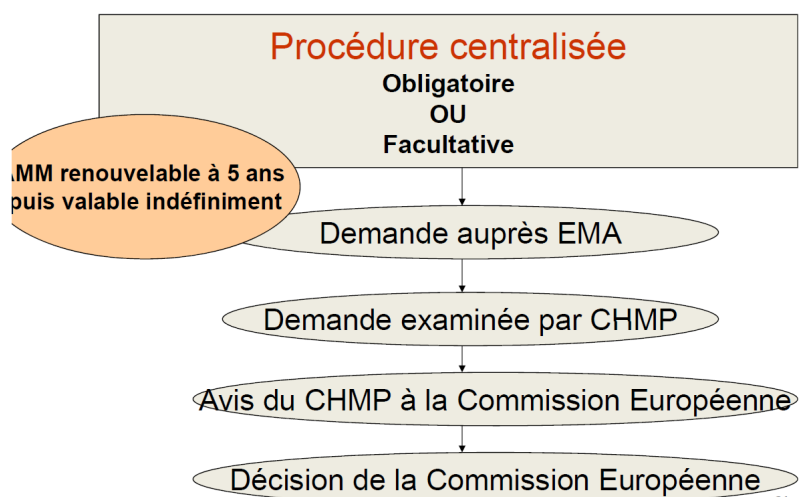 Procédure centralisée
Obligatoire
OU
Facultative
AMM renouvelable à 5 ans
puis valable indéfiniment
Demande auprès EMA
Demande examinée par CHMP
Avis du CHMP à la Commission Européenne
Décision de la Commission Européenne